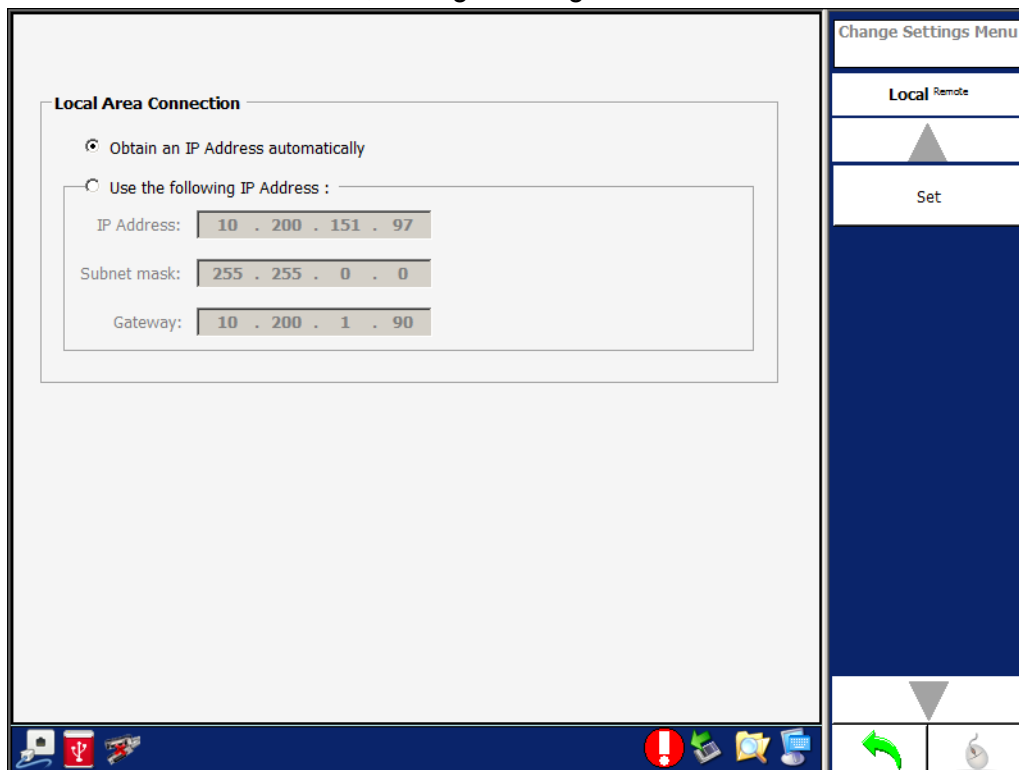 Change Settings Menu
Local Remote
Local Area Connection
Obtain an IP Address automatically
Use the following IP Address :
IP Address: 10 . 200 . 151 . 97
Set
Subnet mask: 255 . 255 . 0 . 0
Gateway: 10 . 200 . 1 . 90